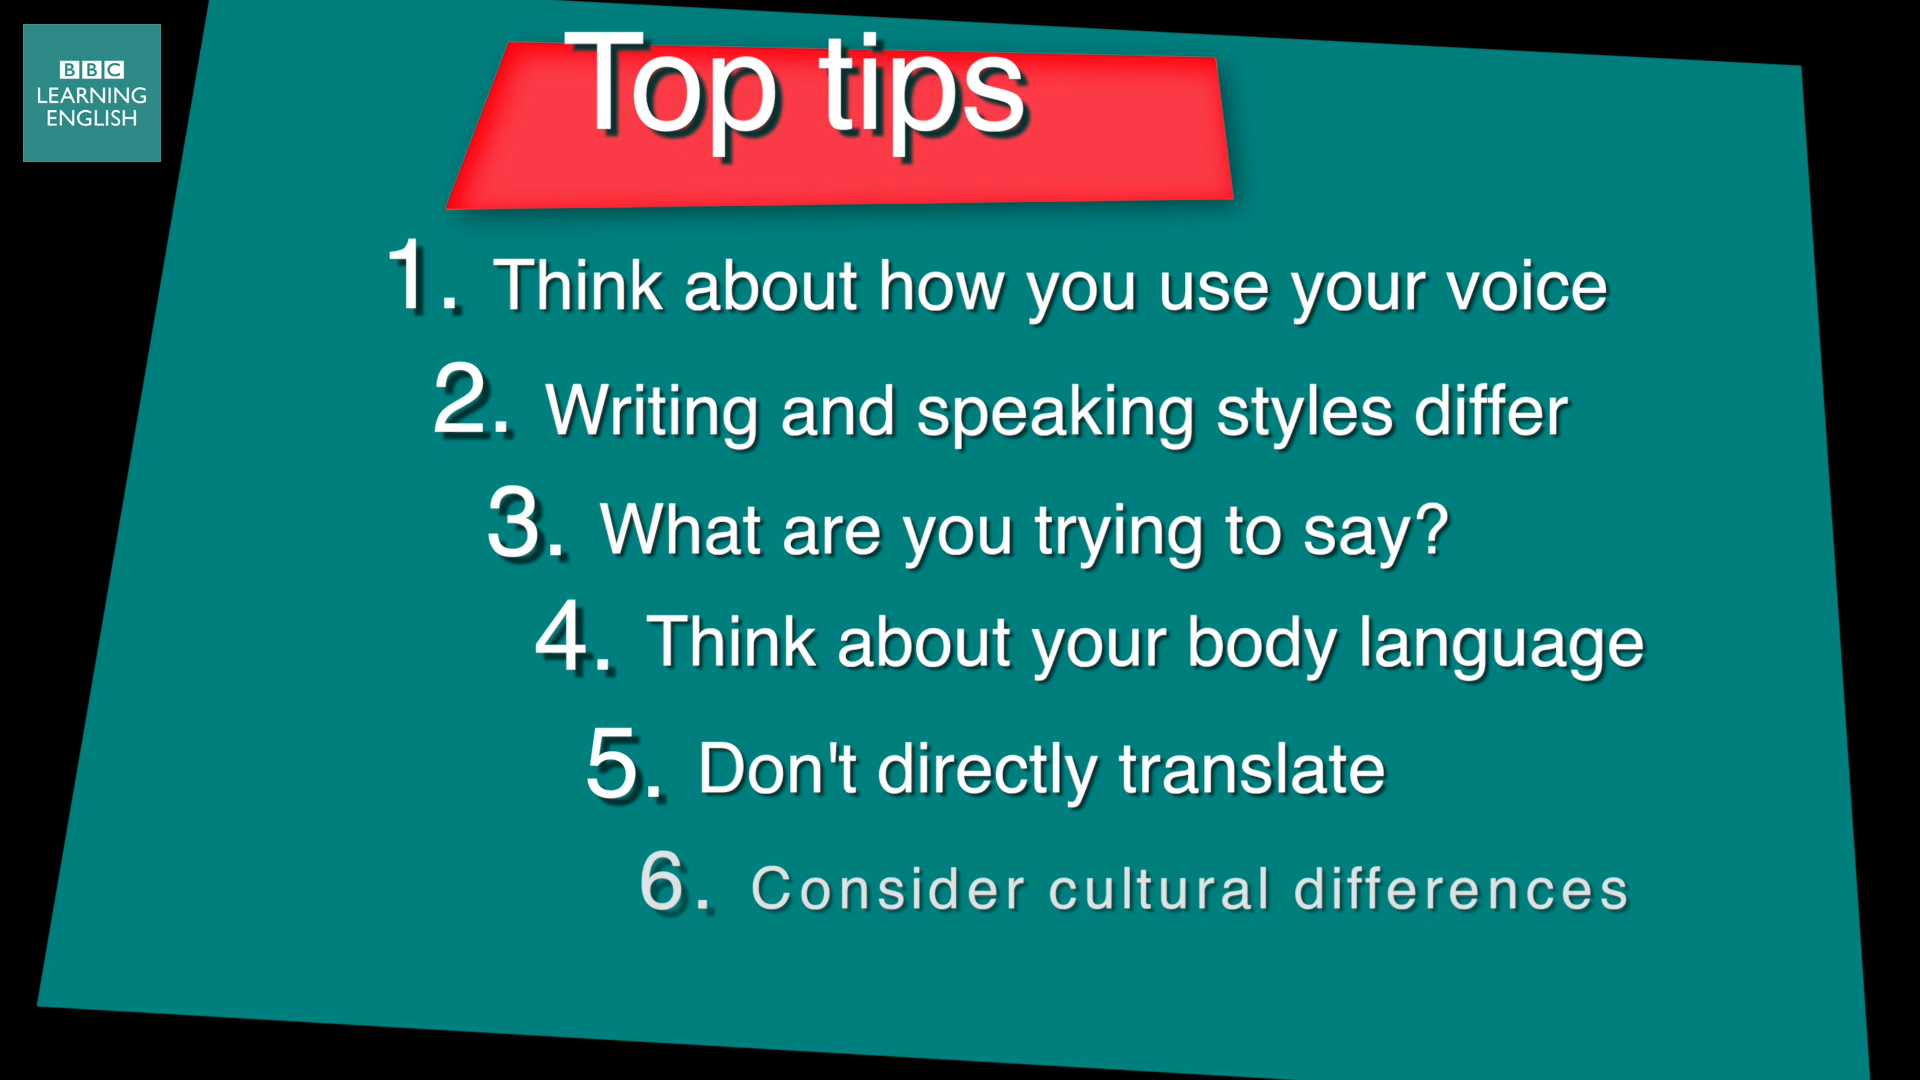 BBC
LEARNING
ENGLISH
Top tips
1. Think about how you use your voice
2. Writing and speaking styles differ
3. What are you trying to say?
4. Think about your body language
5. Don't directly translate
6. Consider cultural differences